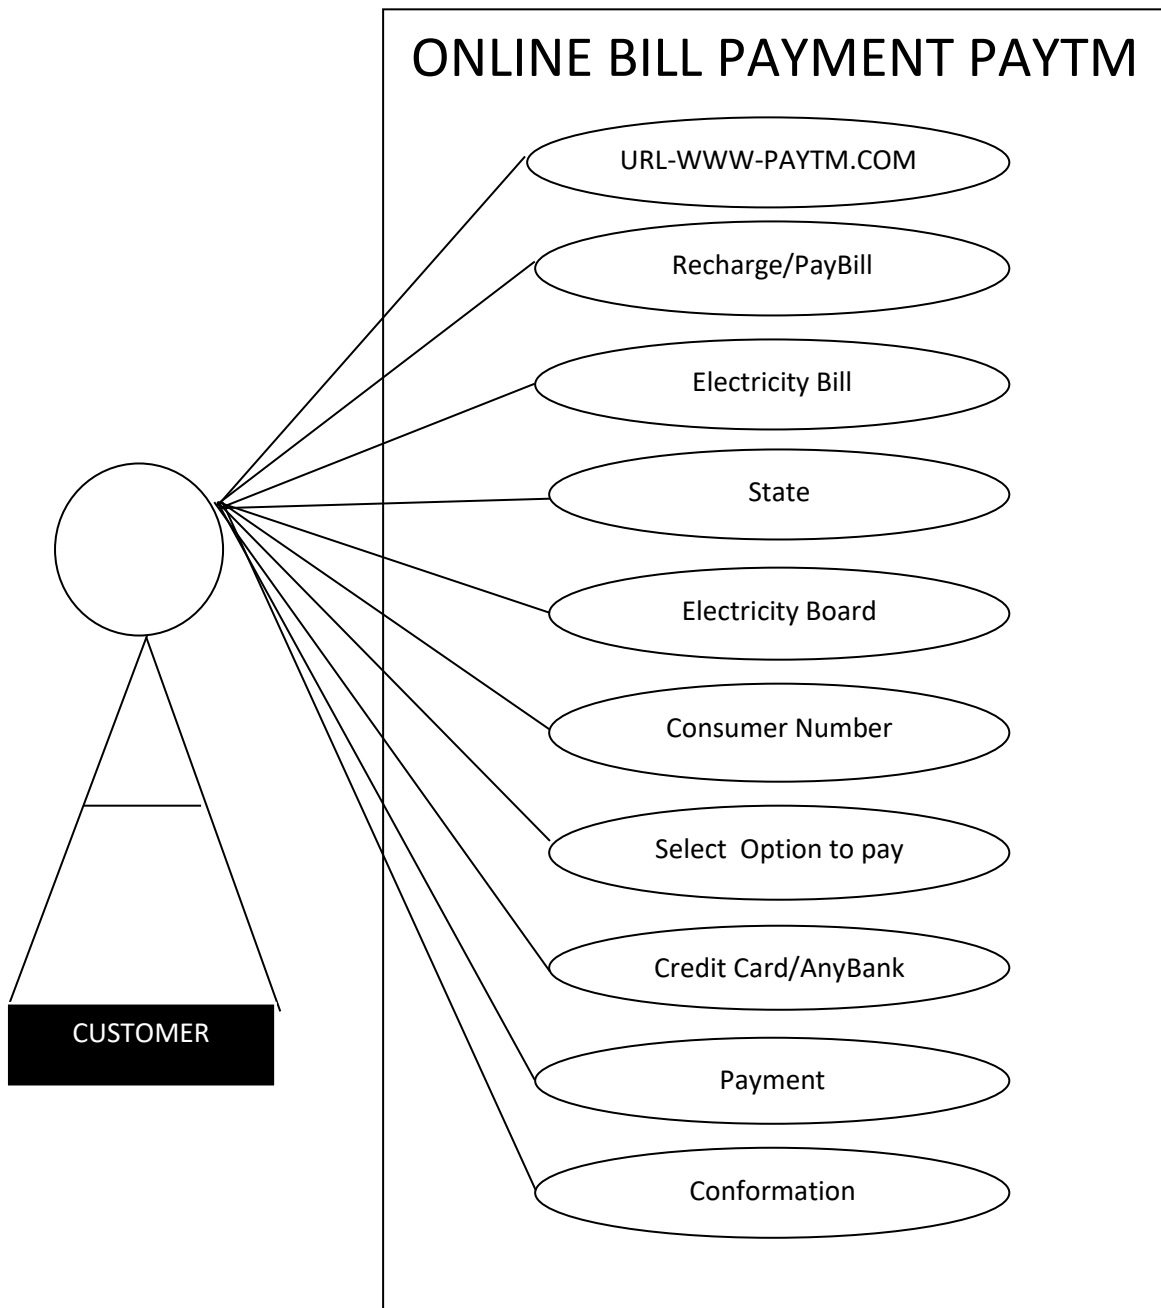 ONLINE BILL PAYMENT PAYTM
URL-WWW-PAYTM.COM
Recharge/PayBill
Electricity Bill
State
Electricity Board
Consumer Number
Select  Option to pay
Credit Card/AnyBank
CUSTOMER
Payment
Conformation